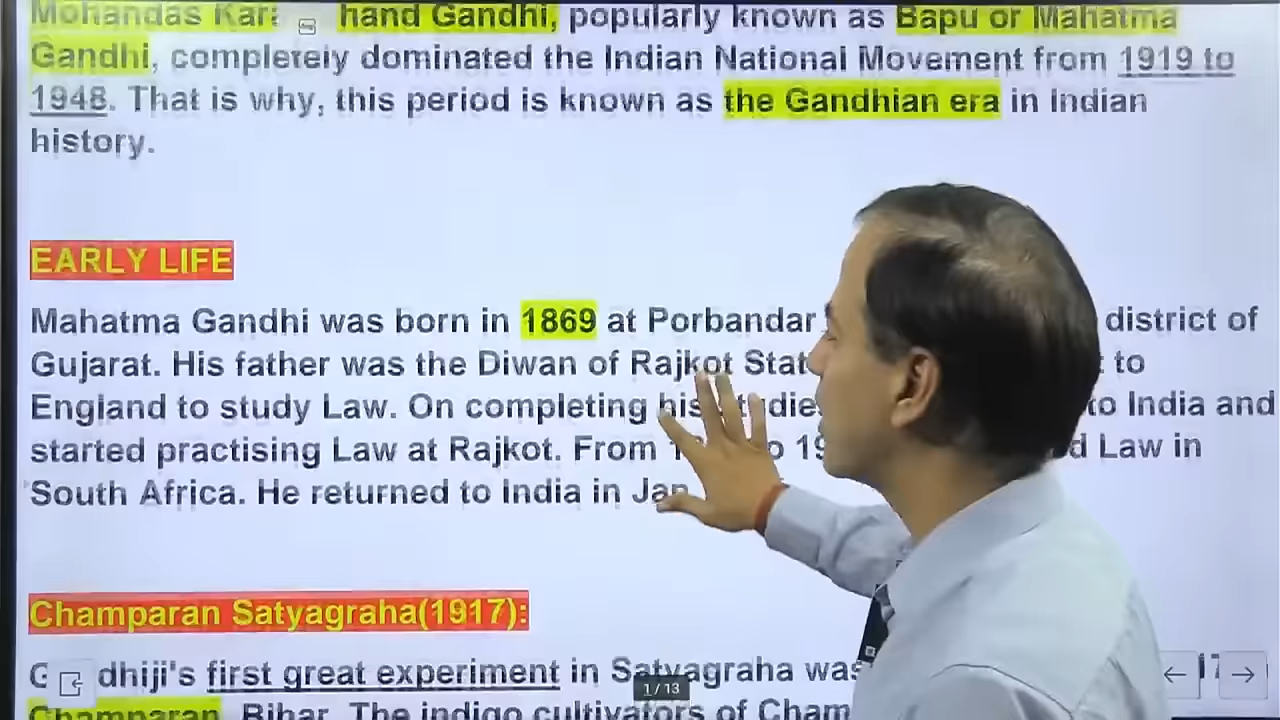 Mohandas Kar hand Gandhi, popularly known as Bapu or Mahatma
Gandhi, completely dominated the Indian National Movement from 1919 to
1948. That is why, this period is known as the Gandhian era in Indian
history.
EARLY LIFE
Mahatma Gandhi was born in 1869 at Porbandar district of
Gujarat. His father was the Diwan of Rajkot Stat to
England to study Law. On completing his to India and
started practising Law at Rajkot. From Law in
South Africa. He returned to India in Jan
Champaran Satyagraha(1917):
dhiji's first great experiment in Satyagraha was
Champaran, Bihar. The indigo cultivators of Cham
1 / 13